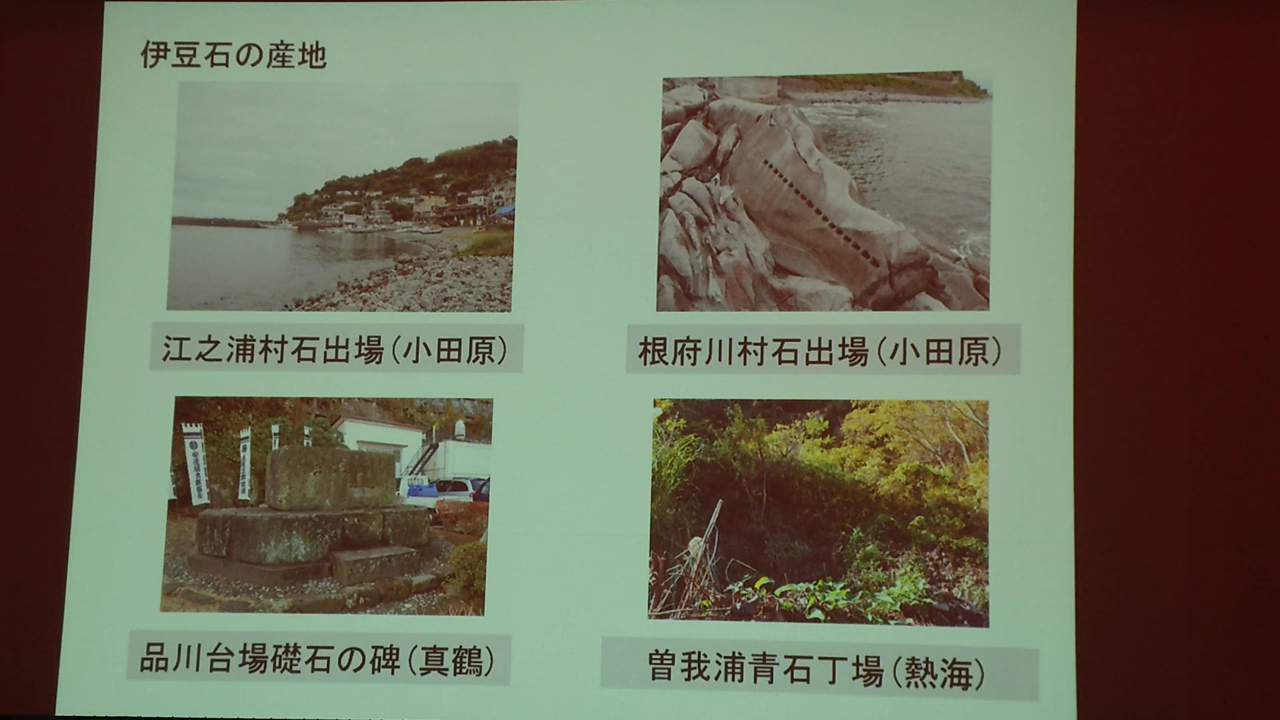 伊豆石の産地
江之浦村石出場(小田原)
根府川村石出場(小田原)
品川台場礎石の碑(真鶴)
曽我浦青石丁場(熱海)